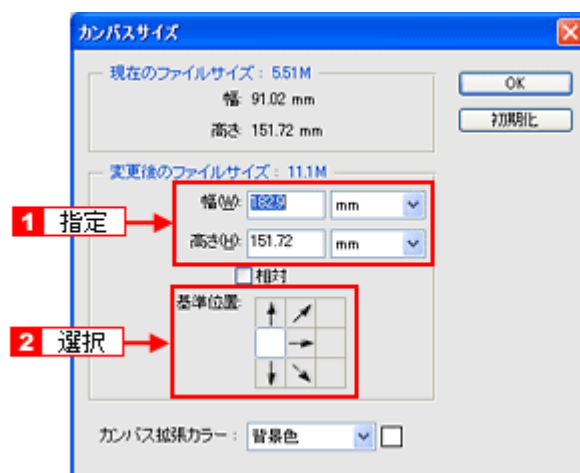 カンバスサイズ
現在のファイルサイズ : 5.51M
幅: 91.02 mm
高さ: 151.72 mm
OK
初期化
変更後のファイルサイズ : 11.1M
1 指定
幅(W): 182.9 mm
高さ(H): 151.72 mm
相対
2 選択
基準位置:
カンバス拡張カラー : 背景色